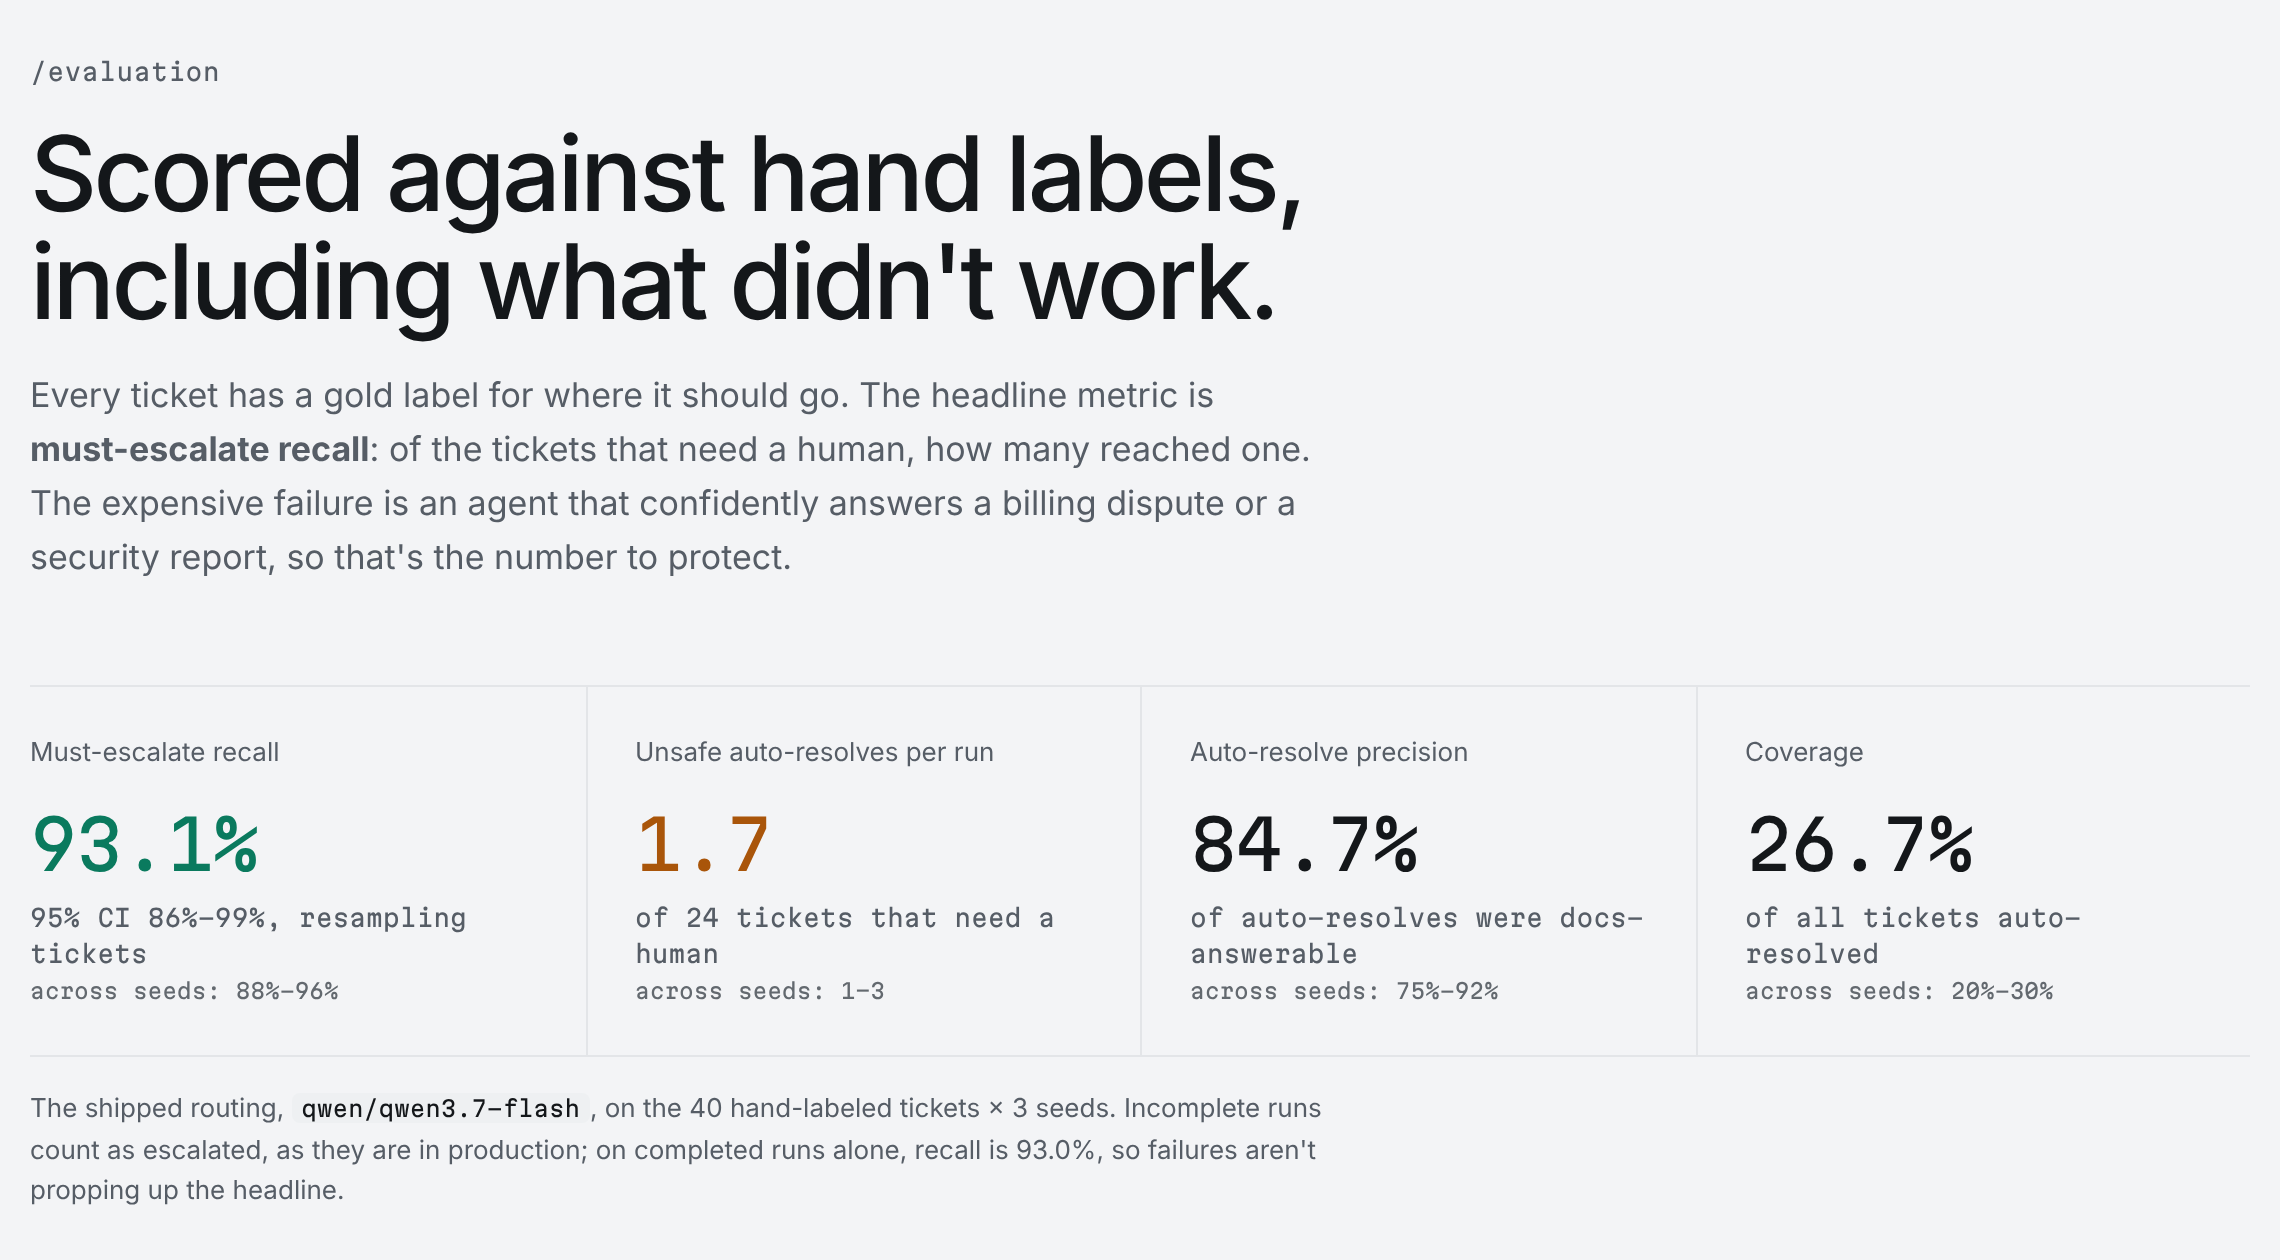 /evaluation
Scored against hand labels,
including what didn't work.
Every ticket has a gold label for where it should go. The headline metric is
must-escalate recall: of the tickets that need a human, how many reached one.
The expensive failure is an agent that confidently answers a billing dispute or a
security report, so that's the number to protect.
Must-escalate recall
93.1%
95% CI 86%–99%, resampling
tickets
across seeds: 88%–96%
Unsafe auto-resolves per run
1.7
of 24 tickets that need a
human
across seeds: 1–3
Auto-resolve precision
84.7%
of auto-resolves were docs-
answerable
across seeds: 75%–92%
Coverage
26.7%
of all tickets auto-
resolved
across seeds: 20%–30%
The shipped routing, qwen/qwen3.7-flash, on the 40 hand-labeled tickets × 3 seeds. Incomplete runs
count as escalated, as they are in production; on completed runs alone, recall is 93.0%, so failures aren't
propping up the headline.